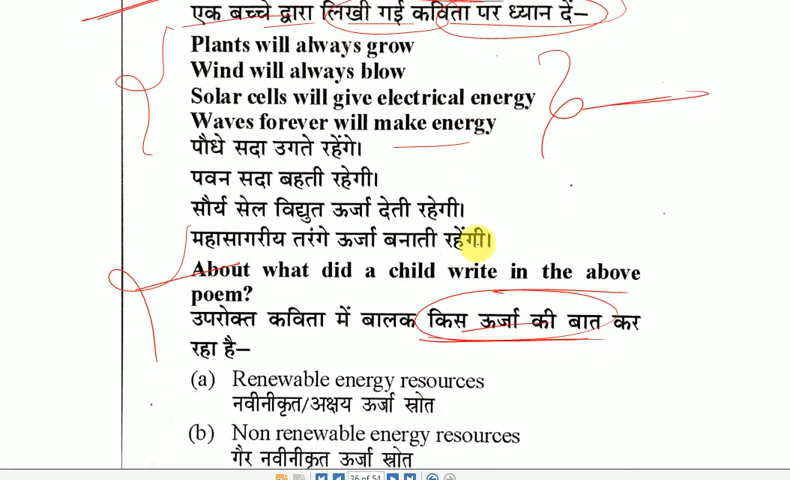 एक बच्चे द्वारा लिखी गई कविता पर ध्यान दें–
Plants will always grow
Wind will always blow
Solar cells will give electrical energy
Waves forever will make energy
पौधे सदा उगते रहेंगे।
पवन सदा बहती रहेगी।
सौर्य सेल विद्युत ऊर्जा देती रहेगी।
महासागरीय तरंगे ऊर्जा बनाती रहेंगी।
About what did a child write in the above
poem?
उपरोक्त कविता में बालक किस ऊर्जा की बात कर
रहा है–
(a) Renewable energy resources
नवीनीकृत/अक्षय ऊर्जा स्रोत
(b) Non renewable energy resources
गैर नवीनीकृत ऊर्जा स्रोत
36 of 54